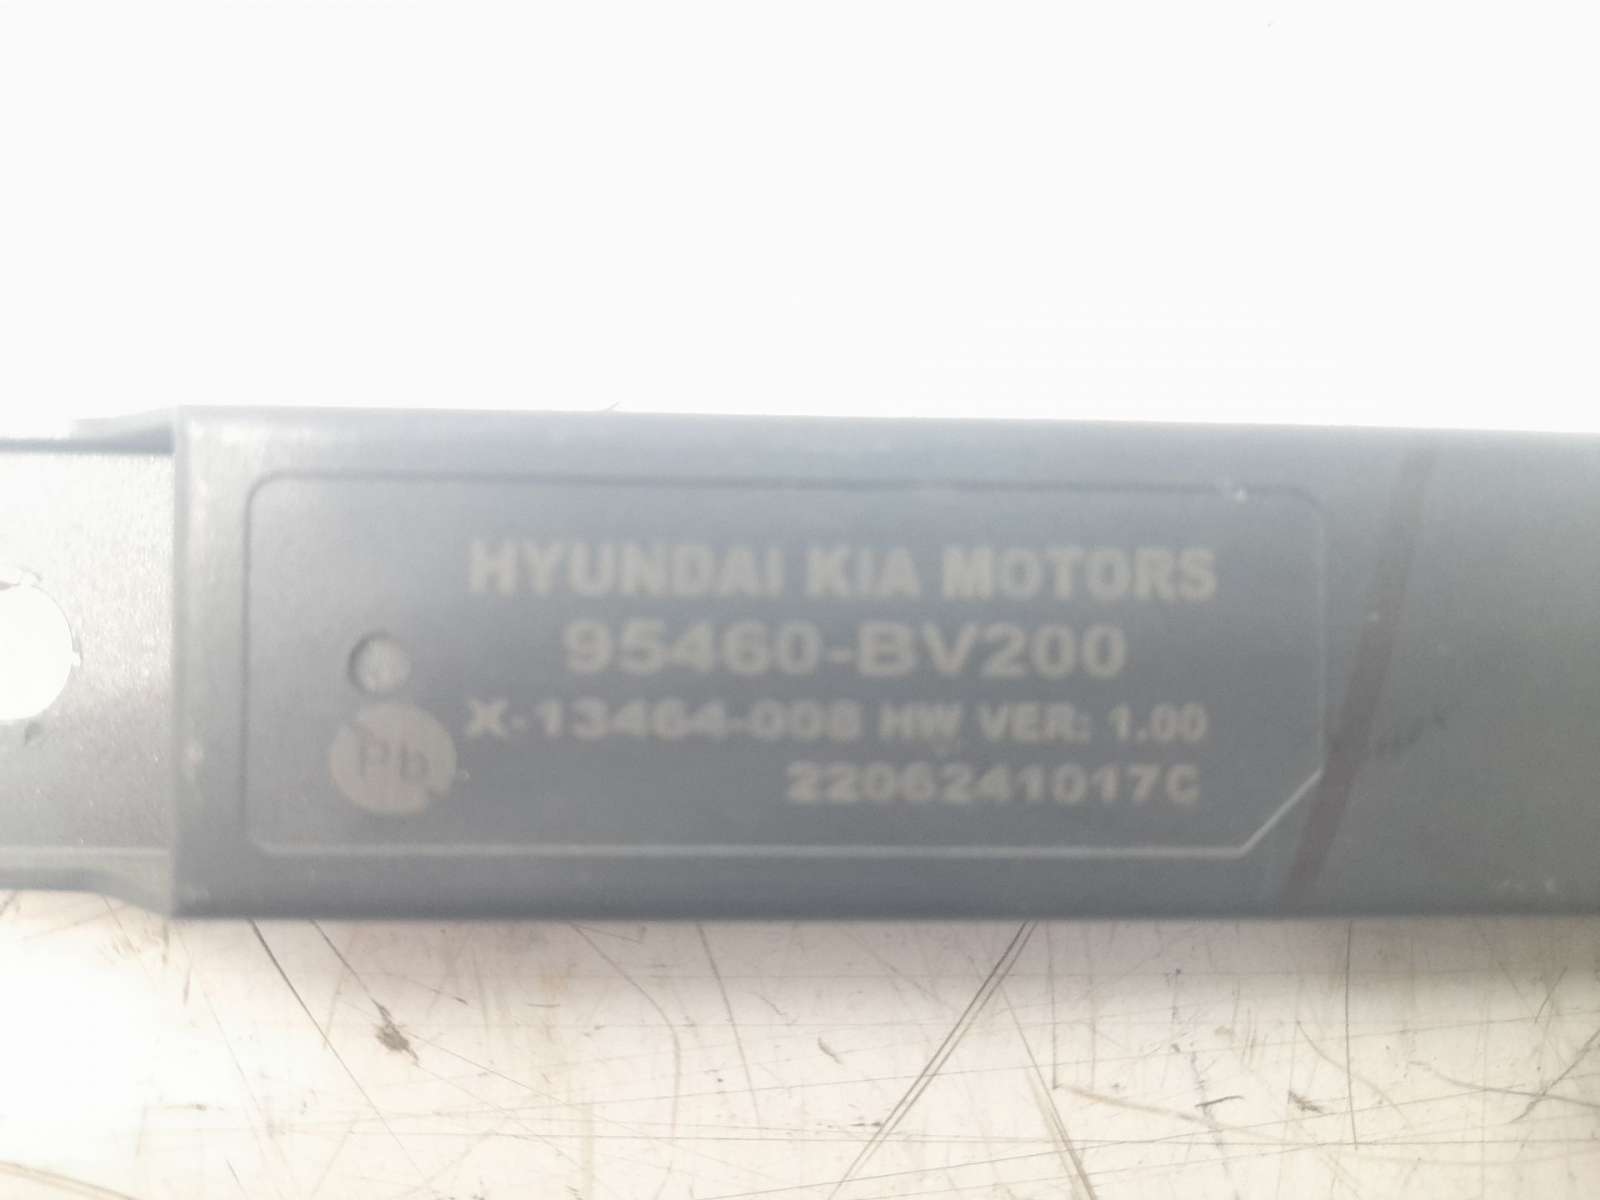 HYUNDAI KIA MOTORS
95460-BV200
X-13464-008 HW VER: 1.00
Pb
2206241017C